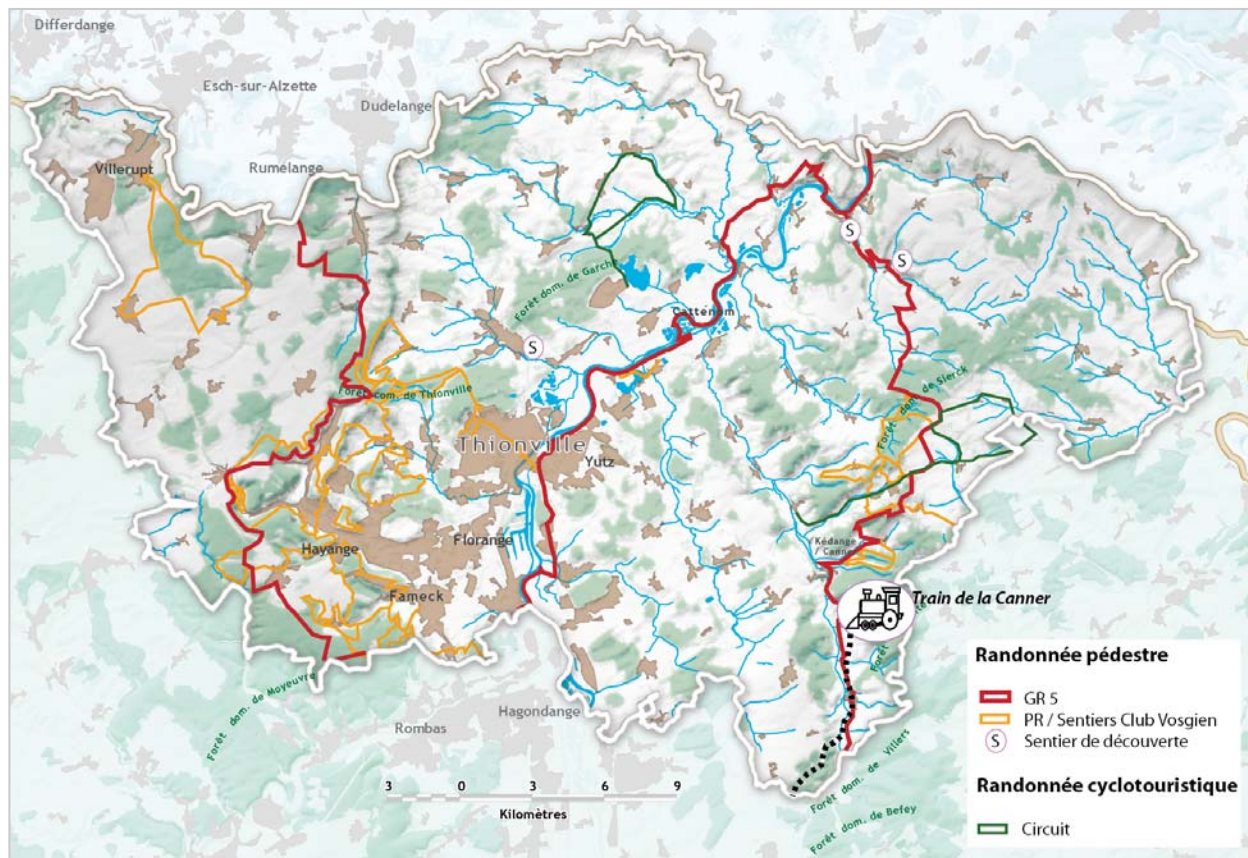 Differdange
Esch-sur-Alzette
Dudelange
Villerupt
Rumelange
S
Forêt dom. de Garche
S
Cattenom
S
Forêt com. de Thionville
Forêt dom. de Sierck
Thionville
Yutz
Hayange
Florange
Kédange
/ Canner
Fameck
Train de la Canner
Forêt
Forêt dom. de Moyeuvre
Rombas
Hagondange
Forêt dom. de Villers
Forêt dom. de Befey
0 3 6 9
Kilomètres
Randonnée pédestre
GR 5
PR / Sentiers Club Vosgien
S Sentier de découverte
Randonnée cyclotouristique
Circuit